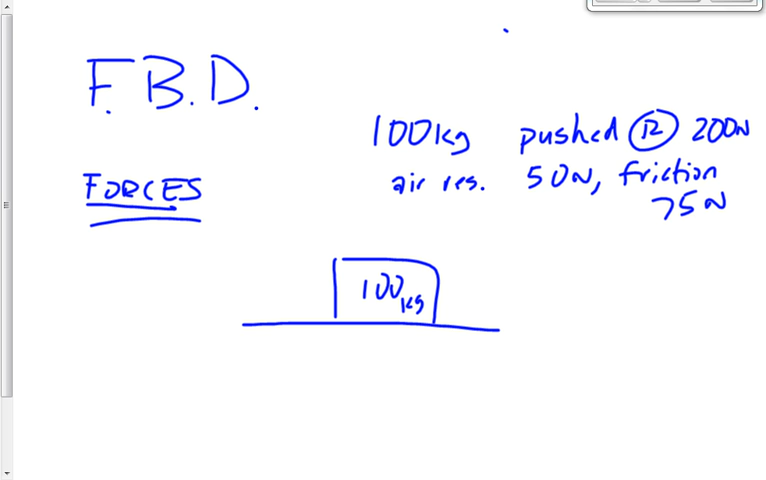 F.B.D.
100kg pushed R 200N
FORCES air res. 50N, friction
75N
100kg